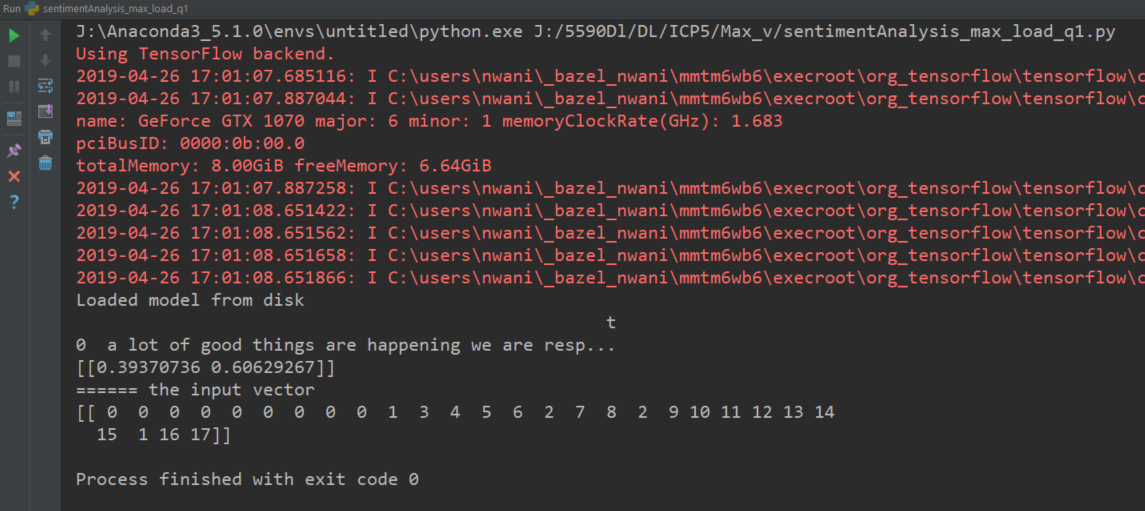 Run sentimentAnalysis_max_load_q1
J:\Anaconda3_5.1.0\envs\untitled\python.exe J:/5590Dl/DL/ICP5/Max_v/sentimentAnalysis_max_load_q1.py
Using TensorFlow backend.
2019-04-26 17:01:07.685116: I C:\users\nwani\_bazel_nwani\mmtm6wb6\execroot\org_tensorflow\tensorflow\c
2019-04-26 17:01:07.887044: I C:\users\nwani\_bazel_nwani\mmtm6wb6\execroot\org_tensorflow\tensorflow\c
name: GeForce GTX 1070 major: 6 minor: 1 memoryClockRate(GHz): 1.683
pciBusID: 0000:0b:00.0
totalMemory: 8.00GiB freeMemory: 6.64GiB
2019-04-26 17:01:07.887258: I C:\users\nwani\_bazel_nwani\mmtm6wb6\execroot\org_tensorflow\tensorflow\c
2019-04-26 17:01:08.651422: I C:\users\nwani\_bazel_nwani\mmtm6wb6\execroot\org_tensorflow\tensorflow\c
2019-04-26 17:01:08.651562: I C:\users\nwani\_bazel_nwani\mmtm6wb6\execroot\org_tensorflow\tensorflow\c
2019-04-26 17:01:08.651658: I C:\users\nwani\_bazel_nwani\mmtm6wb6\execroot\org_tensorflow\tensorflow\c
2019-04-26 17:01:08.651866: I C:\users\nwani\_bazel_nwani\mmtm6wb6\execroot\org_tensorflow\tensorflow\c
Loaded model from disk
t
0  a lot of good things are happening we are resp...
[[0.39370736 0.60629267]]
====== the input vector
[[ 0  0  0  0  0  0  0  0  0  1  3  4  5  6  2  7  8  2  9 10 11 12 13 14
  15  1 16 17]]
Process finished with exit code 0